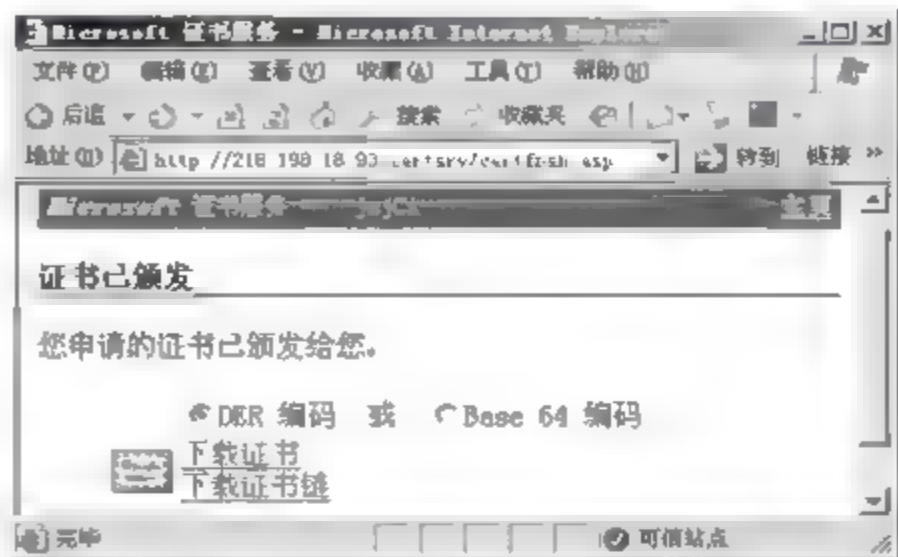 Microsoft 证书服务 - Microsoft Internet Explorer
文件(F) 编辑(E) 查看(V) 收藏(A) 工具(T) 帮助(H)
后退 搜索 收藏夹
地址(D) http //218 198 18 93 certsrv/certfnsh asp 转到 链接 »
Microsoft 证书服务 主页
证书已颁发
您申请的证书已颁发给您。
DER 编码 或 Base 64 编码
下载证书
下载证书链
完毕 可信站点